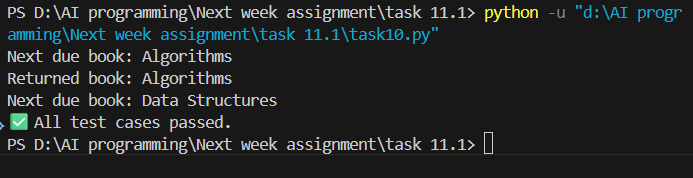 PS D:\AI programming\Next week assignment\task 11.1> python -u "d:\AI progr
amming\Next week assignment\task 11.1\task10.py"
Next due book: Algorithms
Returned book: Algorithms
Next due book: Data Structures
✅ All test cases passed.
PS D:\AI programming\Next week assignment\task 11.1>